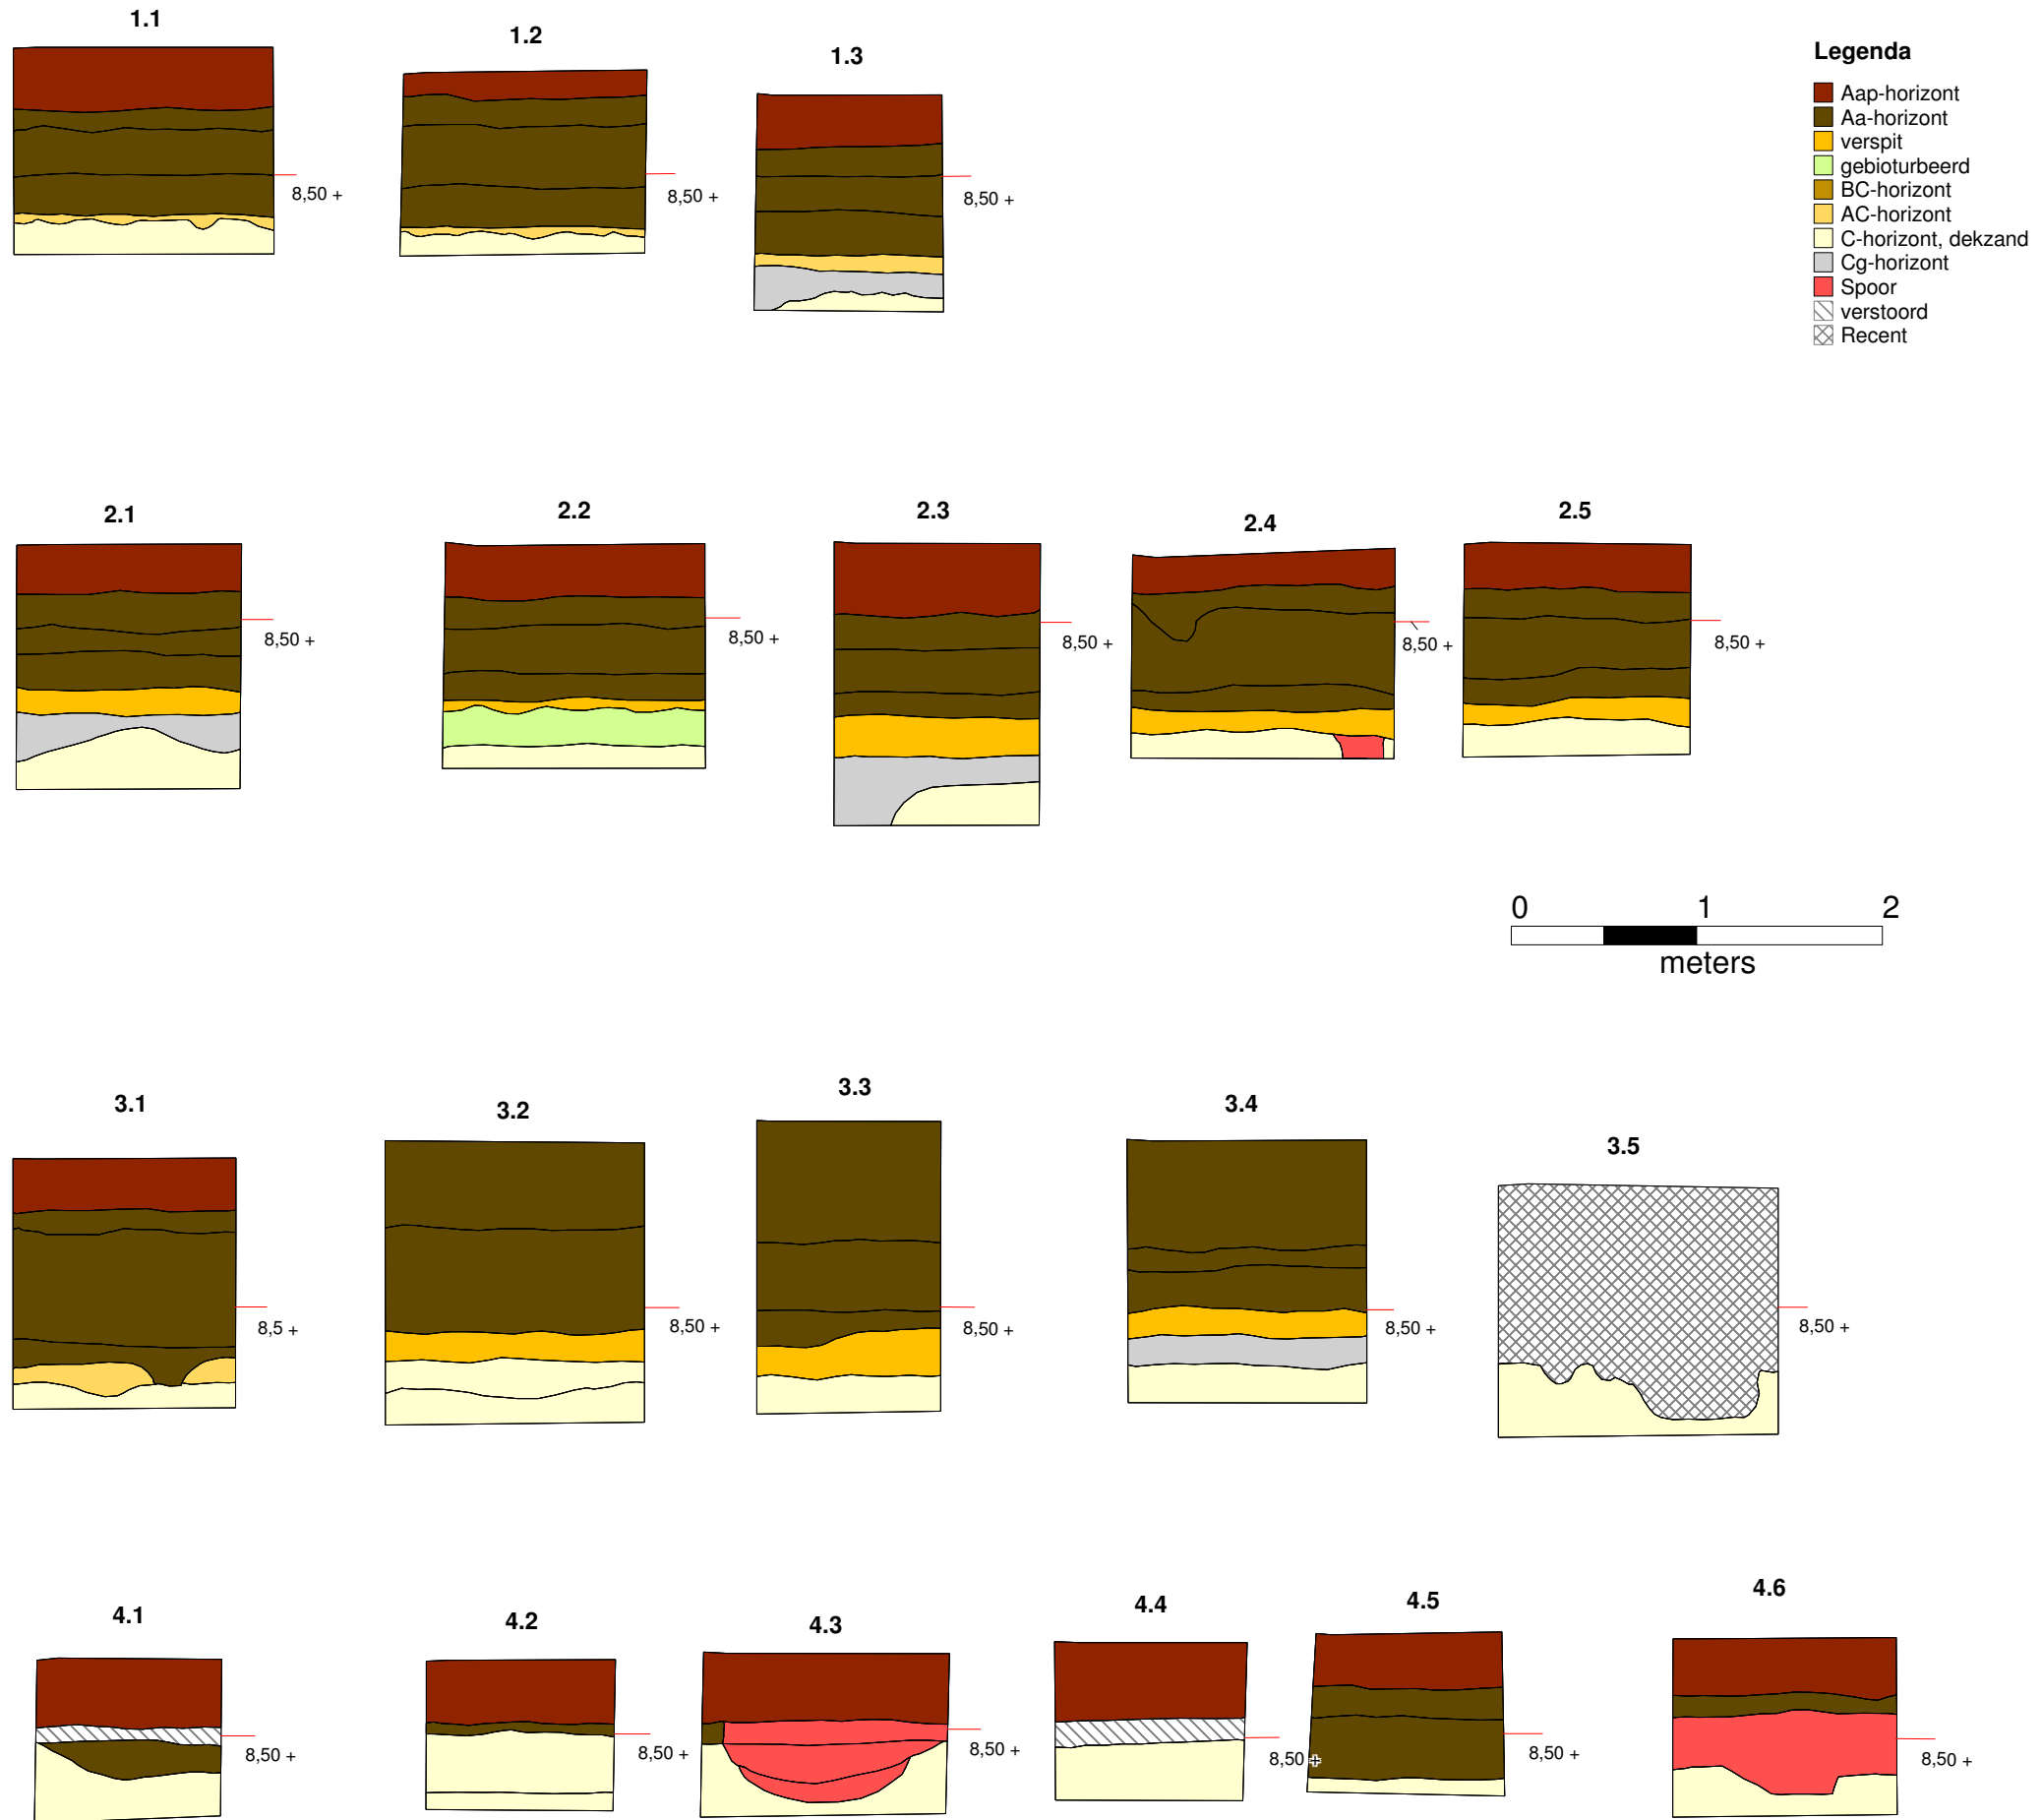 1.1
1.2
1.3
8,50 +
8,50 +
8,50 +
Legenda
Aap-horizont
Aa-horizont
verspit
gebioturbeerd
BC-horizont
AC-horizont
C-horizont, dekzand
Cg-horizont
Spoor
verstoord
Recent
2.1
2.2
2.3
2.4
2.5
8,50 +
8,50 +
8,50 +
8,50 +
8,50 +
0 1 2
meters
3.1
3.2
3.3
3.4
3.5
8,5 +
8,50 +
8,50 +
8,50 +
8,50 +
4.1
4.2
4.3
4.4
4.5
4.6
8,50 +
8,50 +
8,50 +
8,50 +
8,50 +
8,50 +